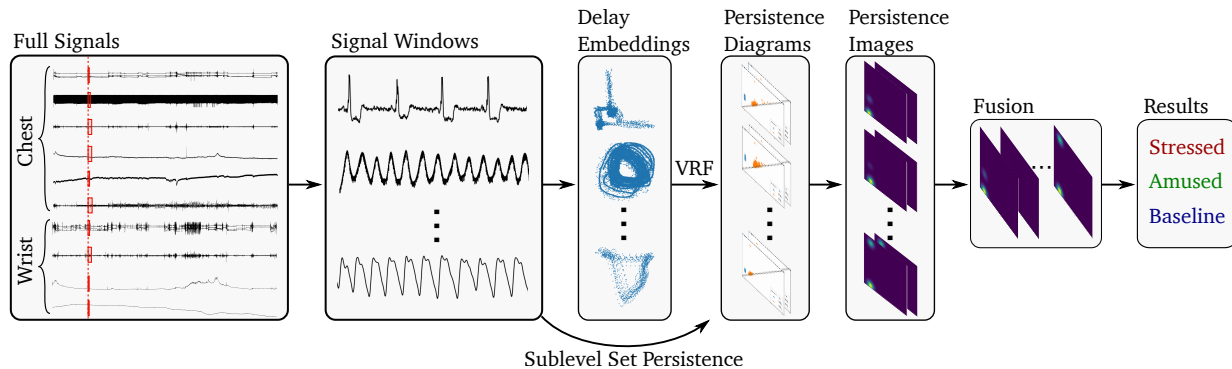 Full Signals
Chest
Wrist
Signal Windows
Delay
Embeddings
VRF
Sublevel Set Persistence
Persistence
Diagrams
Persistence
Images
Fusion
Results
Stressed
Amused
Baseline